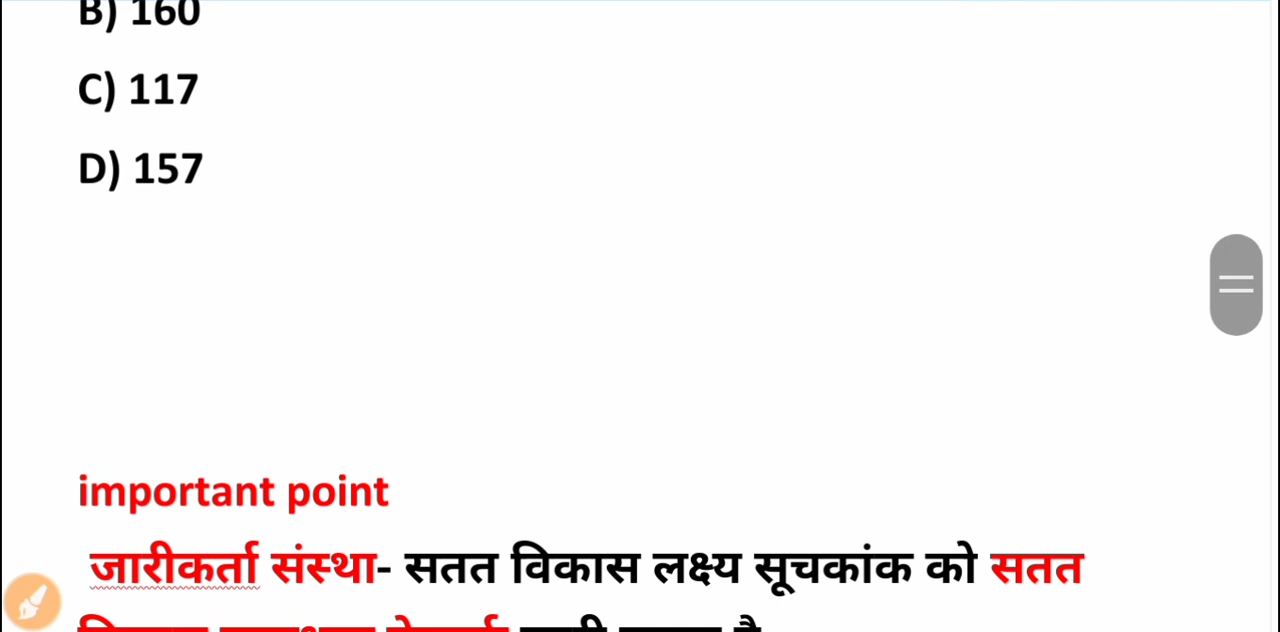 B) 160
C) 117
D) 157
important point
जारीकर्ता संस्था- सतत विकास लक्ष्य सूचकांक को सतत